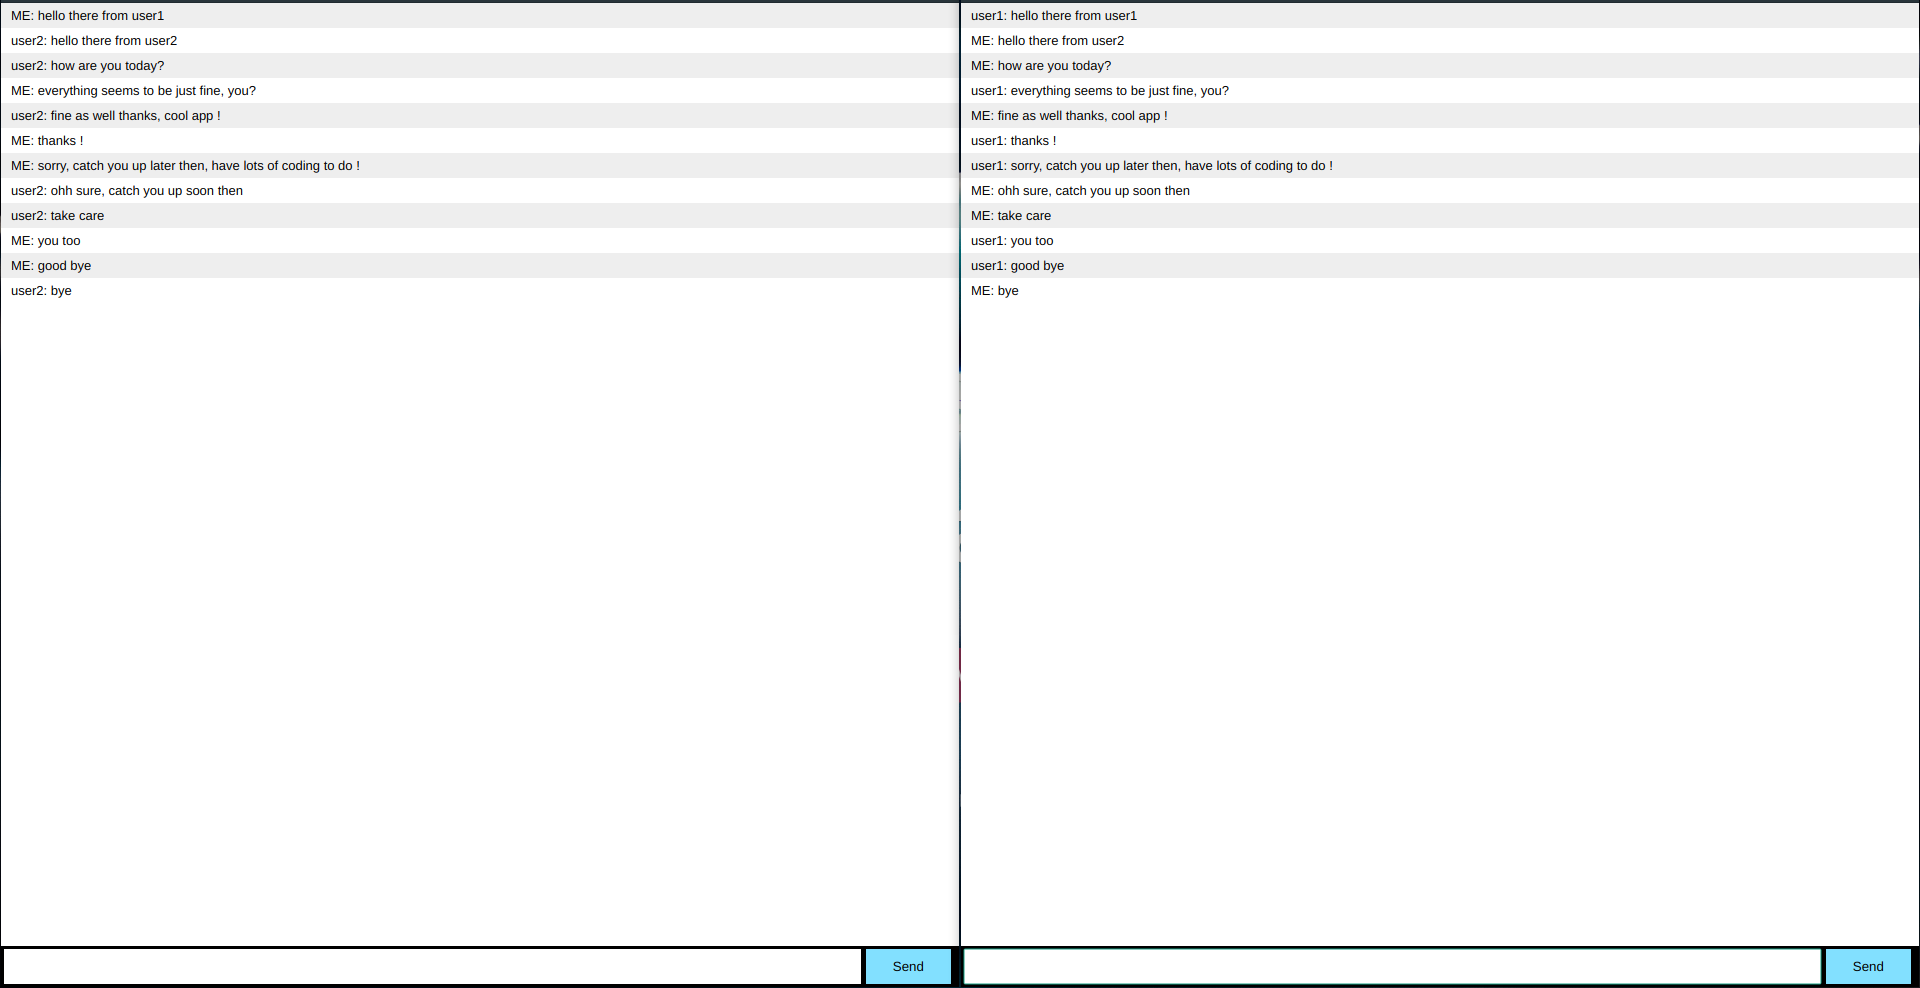 ME: hello there from user1
user2: hello there from user2
user2: how are you today?
ME: everything seems to be just fine, you?
user2: fine as well thanks, cool app !
ME: thanks !
ME: sorry, catch you up later then, have lots of coding to do !
user2: ohh sure, catch you up soon then
user2: take care
ME: you too
ME: good bye
user2: bye
Send
user1: hello there from user1
ME: hello there from user2
ME: how are you today?
user1: everything seems to be just fine, you?
ME: fine as well thanks, cool app !
user1: thanks !
user1: sorry, catch you up later then, have lots of coding to do !
ME: ohh sure, catch you up soon then
ME: take care
user1: you too
user1: good bye
ME: bye
Send